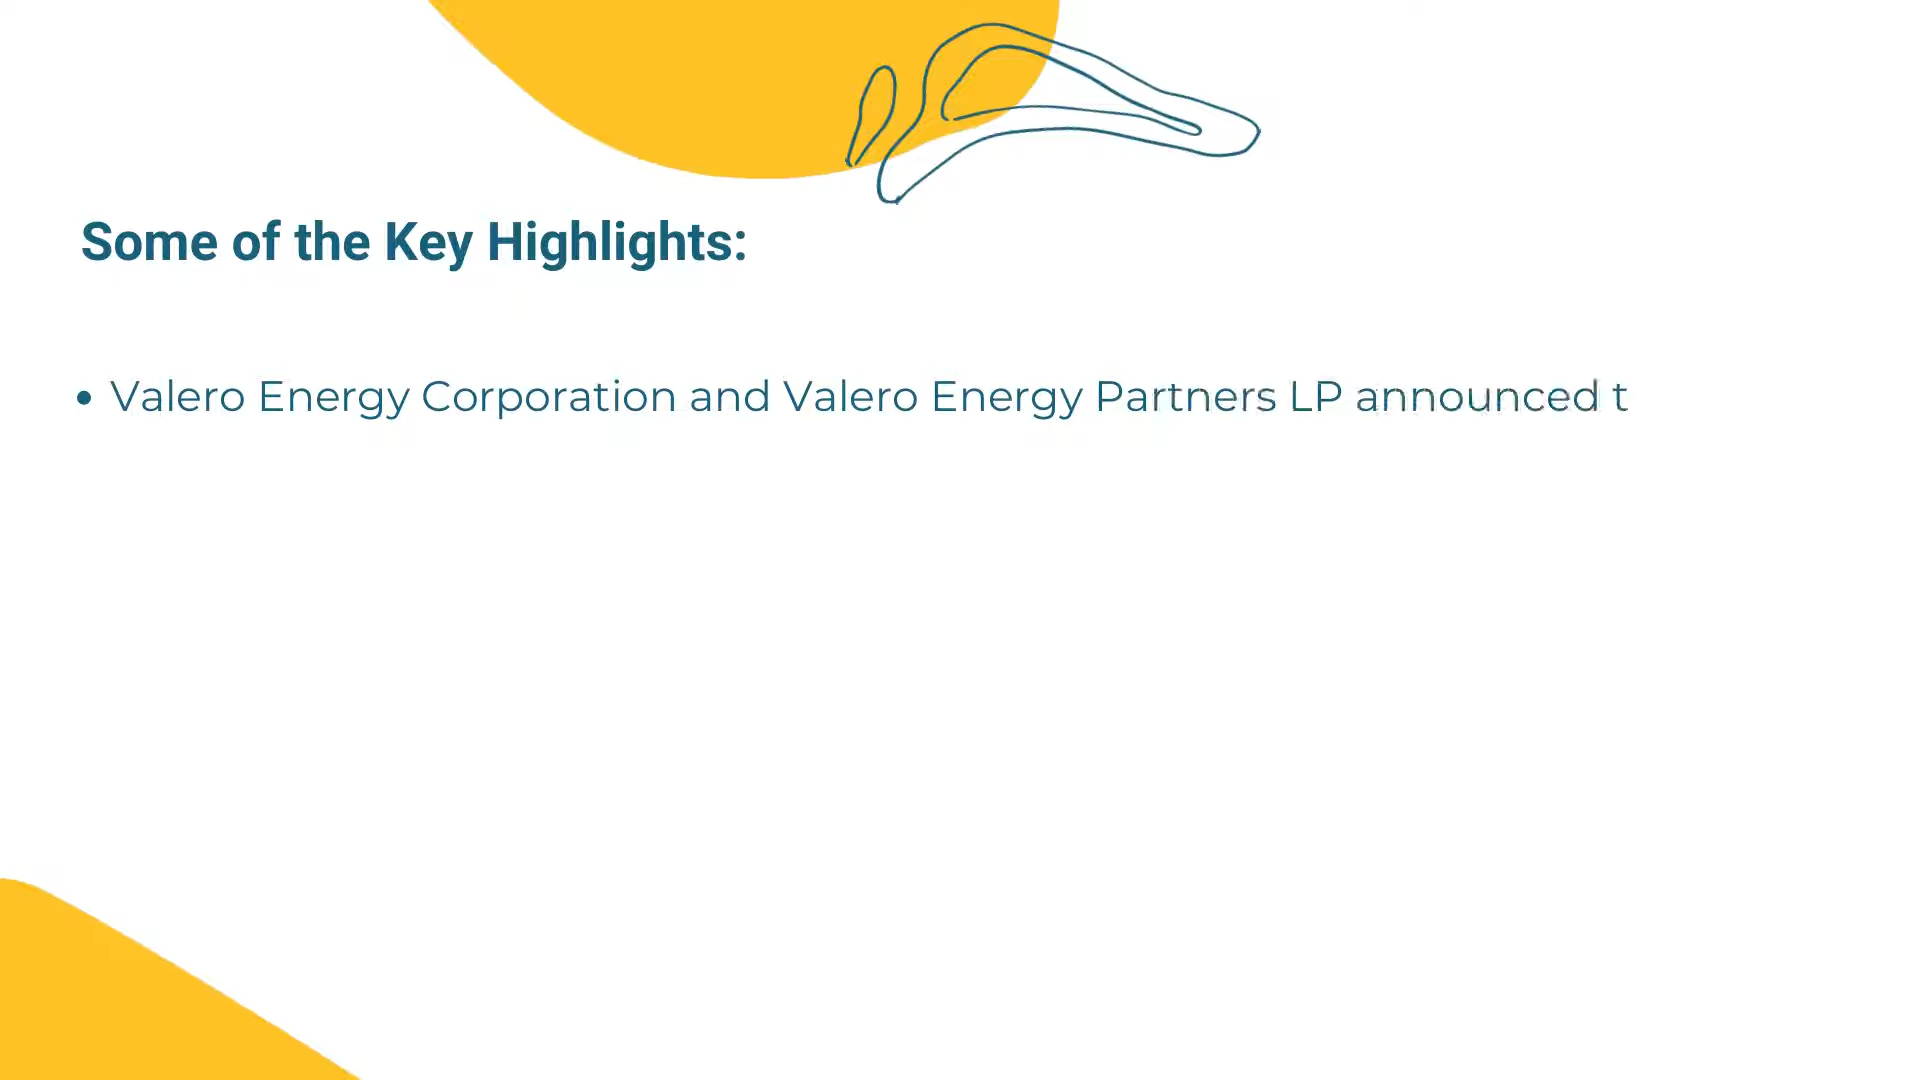 Some of the Key Highlights:
• Valero Energy Corporation and Valero Energy Partners LP announced t